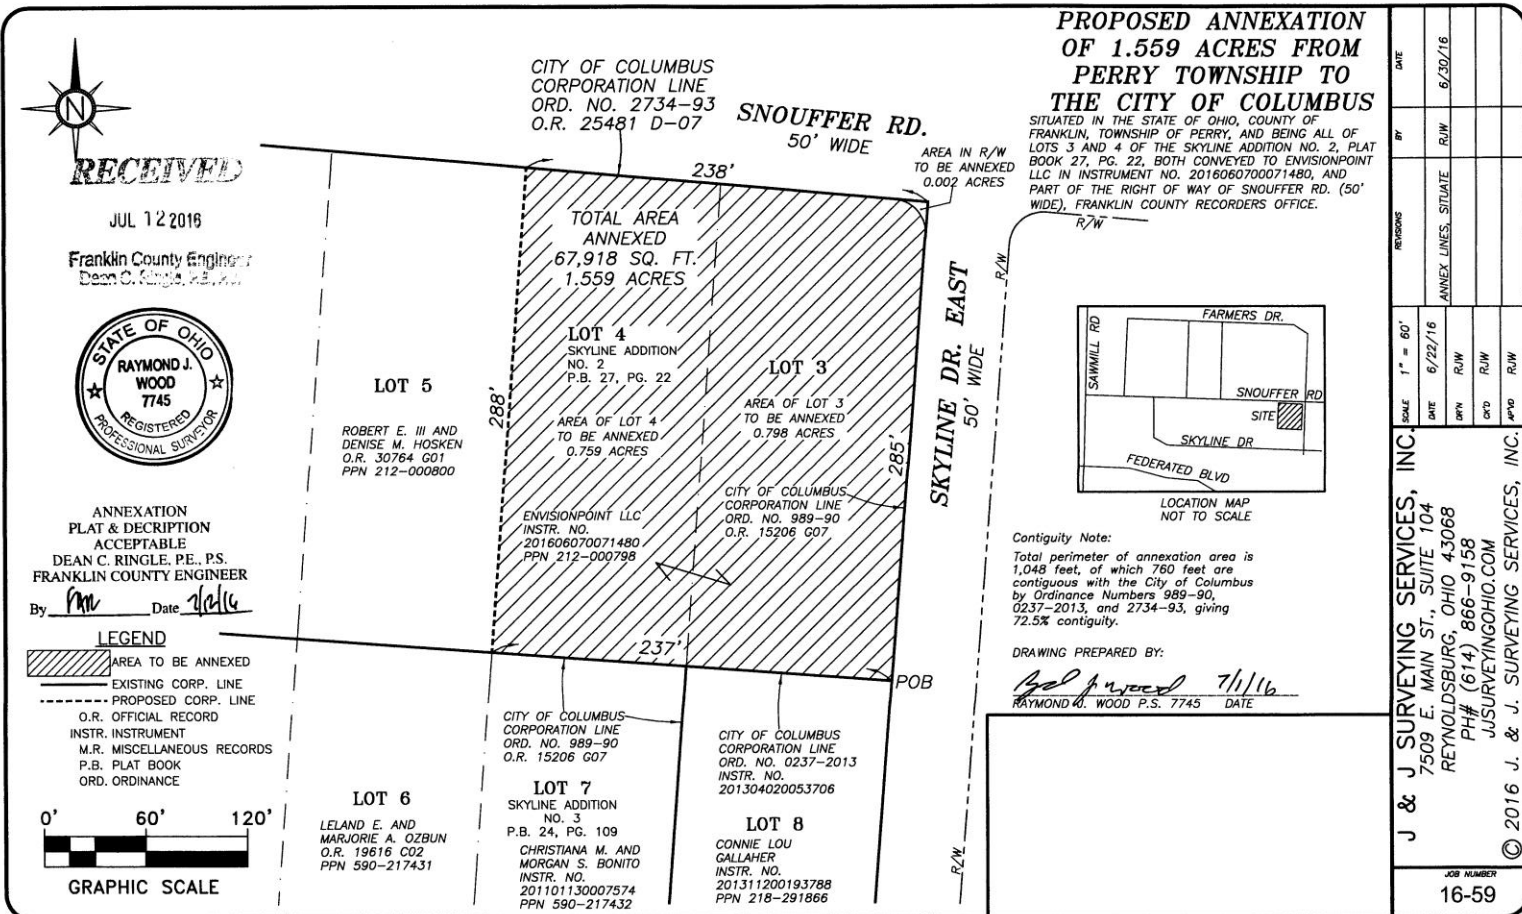 PROPOSED ANNEXATION
OF 1.559 ACRES FROM
PERRY TOWNSHIP TO
THE CITY OF COLUMBUS
SITUATED IN THE STATE OF OHIO, COUNTY OF
FRANKLIN, TOWNSHIP OF PERRY, AND BEING ALL OF
LOTS 3 AND 4 OF THE SKYLINE ADDITION NO. 2, PLAT
BOOK 27, PG. 22, BOTH CONVEYED TO ENVISIONPOINT
LLC IN INSTRUMENT NO. 2016060700071480, AND
PART OF THE RIGHT OF WAY OF SNOUFFER RD. (50'
WIDE), FRANKLIN COUNTY RECORDERS OFFICE.
N
RECEIVED
JUL 12 2016
Franklin County Engineer
Dean C. Ringle, P.E., P.S.
STATE OF OHIO
RAYMOND J.
WOOD
7745
REGISTERED
PROFESSIONAL SURVEYOR
ANNEXATION
PLAT & DECRIPTION
ACCEPTABLE
DEAN C. RINGLE, P.E., P.S.
FRANKLIN COUNTY ENGINEER
By Date 7/12/16
LEGEND
AREA TO BE ANNEXED
EXISTING CORP. LINE
PROPOSED CORP. LINE
O.R. OFFICIAL RECORD
INSTR. INSTRUMENT
M.R. MISCELLANEOUS RECORDS
P.B. PLAT BOOK
ORD. ORDINANCE
0' 60' 120'
GRAPHIC SCALE
CITY OF COLUMBUS
CORPORATION LINE
ORD. NO. 2734-93
O.R. 25481 D-07
SNOUFFER RD.
50' WIDE
AREA IN R/W
TO BE ANNEXED
0.002 ACRES
238'
TOTAL AREA
ANNEXED
67,918 SQ. FT.
1.559 ACRES
LOT 4
SKYLINE ADDITION
NO. 2
P.B. 27, PG. 22
AREA OF LOT 4
TO BE ANNEXED
0.759 ACRES
ENVISIONPOINT LLC
INSTR. NO.
201606070071480
PPN 212-000798
LOT 3
AREA OF LOT 3
TO BE ANNEXED
0.798 ACRES
CITY OF COLUMBUS
CORPORATION LINE
ORD. NO. 989-90
O.R. 15206 G07
288'
285'
237'
POB
SKYLINE DR. EAST
50' WIDE
R/W
R/W
R/W
LOT 5
ROBERT E. III AND
DENISE M. HOSKEN
O.R. 30764 G01
PPN 212-000800
LOT 6
LELAND E. AND
MARJORIE A. OZBUN
O.R. 19616 C02
PPN 590-217431
CITY OF COLUMBUS
CORPORATION LINE
ORD. NO. 989-90
O.R. 15206 G07
LOT 7
SKYLINE ADDITION
NO. 3
P.B. 24, PG. 109
CHRISTIANA M. AND
MORGAN S. BONITO
INSTR. NO.
201101130007574
PPN 590-217432
CITY OF COLUMBUS
CORPORATION LINE
ORD. NO. 0237-2013
INSTR. NO.
201304020053706
LOT 8
CONNIE LOU
GALLAHER
INSTR. NO.
201311200193788
PPN 218-291866
FARMERS DR.
SAWMILL RD
SNOUFFER RD
SITE
SKYLINE DR
FEDERATED BLVD
LOCATION MAP
NOT TO SCALE
Contiguity Note:
Total perimeter of annexation area is
1,048 feet, of which 760 feet are
contiguous with the City of Columbus
by Ordinance Numbers 989-90,
0237-2013, and 2734-93, giving
72.5% contiguity.
DRAWING PREPARED BY:
7/1/16
RAYMOND J. WOOD P.S. 7745 DATE
REVISIONS BY DATE
ANNEX LINES, SITUATE RJW 6/30/16
SCALE 1" = 60'
DATE 6/22/16
DR'N RJW
CK'D RJW
APVD RJW
J & J SURVEYING SERVICES, INC.
7509 E. MAIN ST., SUITE 104
REYNOLDSBURG, OHIO 43068
PH# (614) 866-9158
JJSURVEYINGOHIO.COM
© 2016 J. & J. SURVEYING SERVICES, INC.
JOB NUMBER
16-59